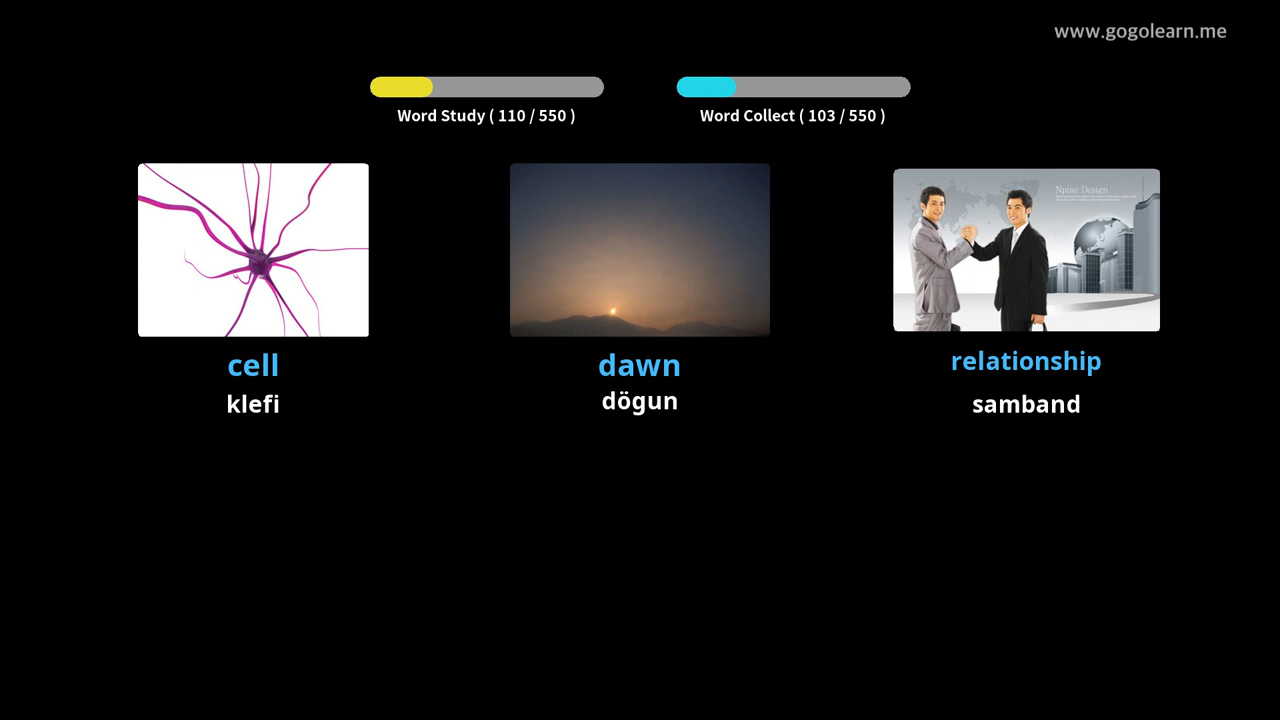 www.gogolearn.me
Word Study ( 110 / 550 )
Word Collect ( 103 / 550 )
Npine Design
cell
dawn
relationship
klefi
dögun
samband